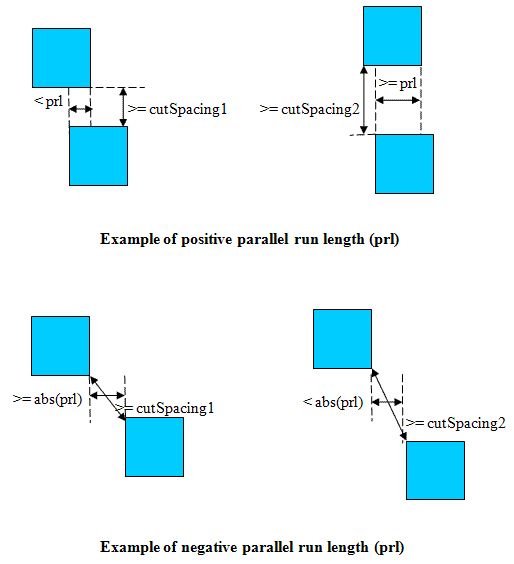 >= prl
< prl
>= cutSpacing1
>= cutSpacing2
Example of positive parallel run length (prl)
>= abs(prl)
>= cutSpacing1
< abs(prl)
>= cutSpacing2
Example of negative parallel run length (prl)